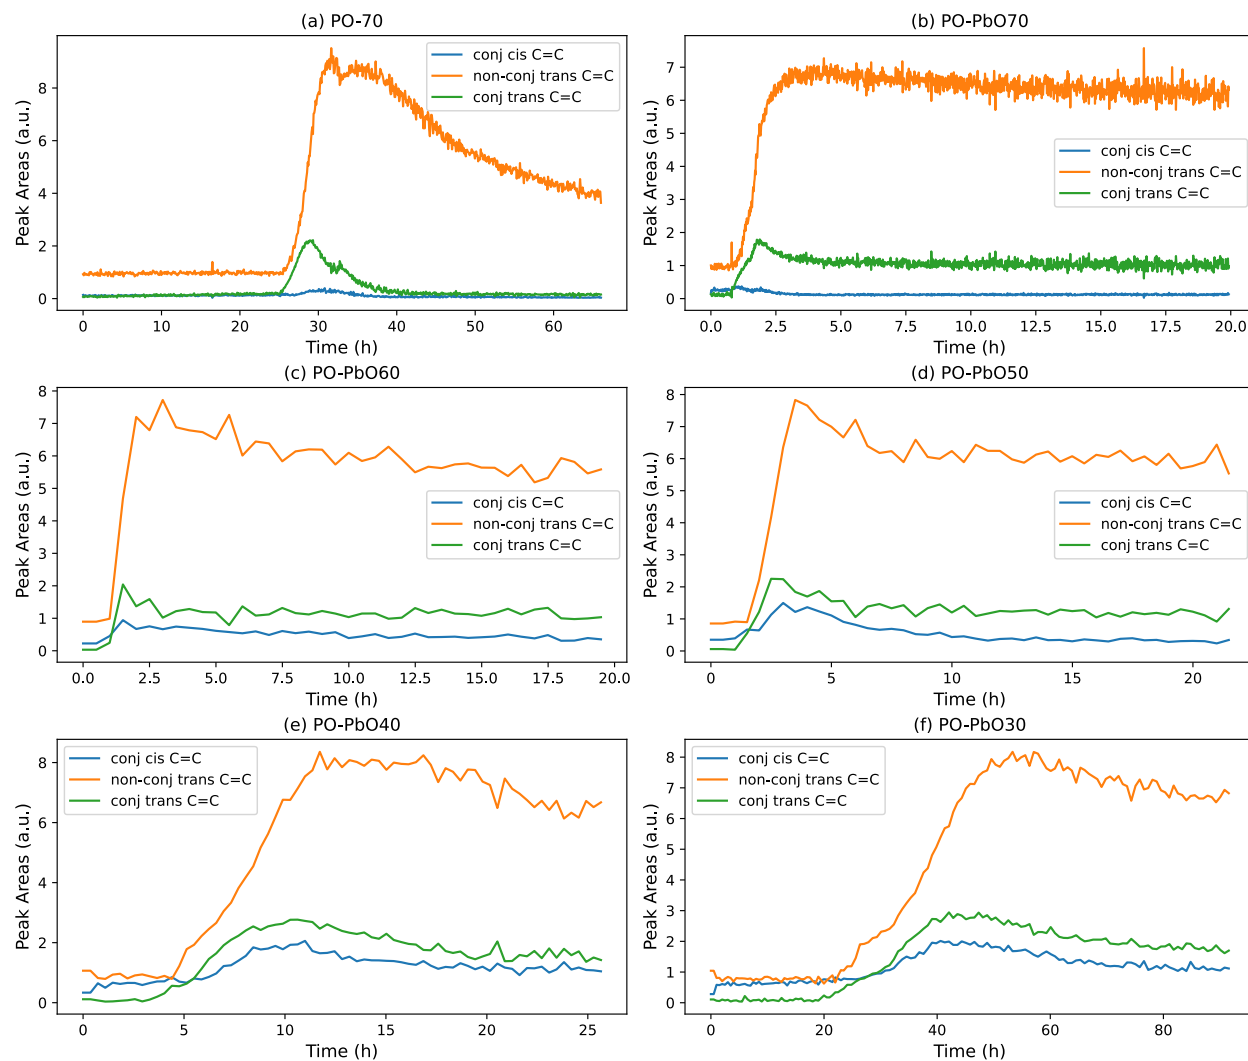 (a) PO-70
Peak Areas (a.u.)
8
6
4
2
0
conj cis C=C
non-conj trans C=C
conj trans C=C
0 10 20 30 40 50 60
Time (h)
(b) PO-PbO70
Peak Areas (a.u.)
7
6
5
4
3
2
1
0
conj cis C=C
non-conj trans C=C
conj trans C=C
0.0 2.5 5.0 7.5 10.0 12.5 15.0 17.5 20.0
Time (h)
(c) PO-PbO60
Peak Areas (a.u.)
8
7
6
5
4
3
2
1
0
conj cis C=C
non-conj trans C=C
conj trans C=C
0.0 2.5 5.0 7.5 10.0 12.5 15.0 17.5 20.0
Time (h)
(d) PO-PbO50
Peak Areas (a.u.)
8
7
6
5
4
3
2
1
0
conj cis C=C
non-conj trans C=C
conj trans C=C
0 5 10 15 20
Time (h)
(e) PO-PbO40
Peak Areas (a.u.)
8
6
4
2
0
conj cis C=C
non-conj trans C=C
conj trans C=C
0 5 10 15 20 25
Time (h)
(f) PO-PbO30
Peak Areas (a.u.)
8
7
6
5
4
3
2
1
0
conj cis C=C
non-conj trans C=C
conj trans C=C
0 20 40 60 80
Time (h)